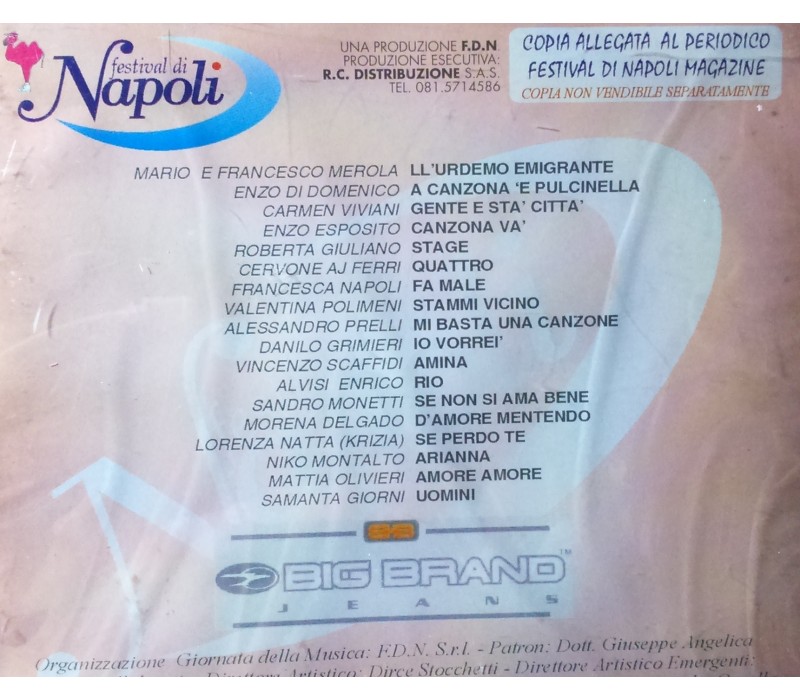 festival di
Napoli
UNA PRODUZIONE F.D.N.
PRODUZIONE ESECUTIVA:
R.C. DISTRIBUZIONE S.A.S.
TEL. 081.5714586
COPIA ALLEGATA AL PERIODICO
FESTIVAL DI NAPOLI MAGAZINE
COPIA NON VENDIBILE SEPARATAMENTE
MARIO E FRANCESCO MEROLA LL'URDEMO EMIGRANTE
ENZO DI DOMENICO A CANZONA 'E PULCINELLA
CARMEN VIVIANI GENTE E STA' CITTA'
ENZO ESPOSITO CANZONA VA'
ROBERTA GIULIANO STAGE
CERVONE AJ FERRI QUATTRO
FRANCESCA NAPOLI FA MALE
VALENTINA POLIMENI STAMMI VICINO
ALESSANDRO PRELLI MI BASTA UNA CANZONE
DANILO GRIMIERI IO VORREI'
VINCENZO SCAFFIDI AMINA
ALVISI ENRICO RIO
SANDRO MONETTI SE NON SI AMA BENE
MORENA DELGADO D'AMORE MENTENDO
LORENZA NATTA (KRIZIA) SE PERDO TE
NIKO MONTALTO ARIANNA
MATTIA OLIVIERI AMORE AMORE
SAMANTA GIORNI UOMINI
BIG BRAND™
JEANS
Organizzazione Giornata della Musica: F.D.N. S.r.l. - Patron: Dott. Giuseppe Angelica
Direttore Artistico: Dirce Stocchetti - Direttore Artistico Emergenti: